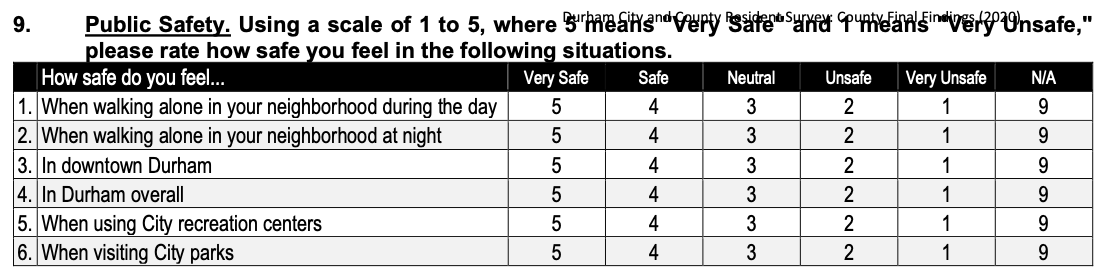 Durham City and County Resident Survey: County Final Findings (2020)
9. Public Safety. Using a scale of 1 to 5, where 5 means "Very Safe" and 1 means "Very Unsafe,"
please rate how safe you feel in the following situations.
How safe do you feel... Very Safe Safe Neutral Unsafe Very Unsafe N/A
1. When walking alone in your neighborhood during the day 5 4 3 2 1 9
2. When walking alone in your neighborhood at night 5 4 3 2 1 9
3. In downtown Durham 5 4 3 2 1 9
4. In Durham overall 5 4 3 2 1 9
5. When using City recreation centers 5 4 3 2 1 9
6. When visiting City parks 5 4 3 2 1 9